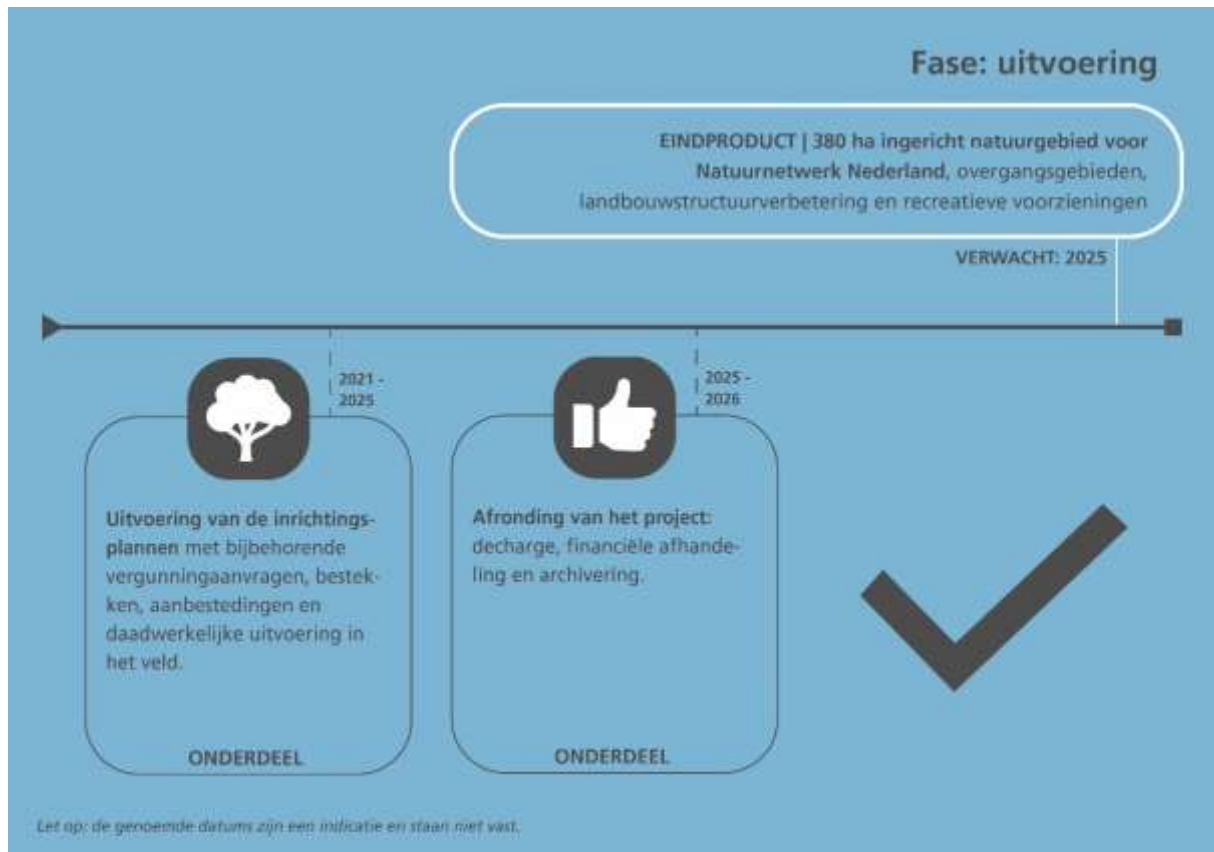 Fase: uitvoering
EINDPRODUCT | 380 ha ingericht natuurgebied voor
Natuurnetwerk Nederland, overgangsgebieden,
landbouwstructuurverbetering en recreatieve voorzieningen
VERWACHT: 2025
2021 -
2025
Uitvoering van de inrichtings-
plannen met bijbehorende
vergunningaanvragen, bestek-
ken, aanbestedingen en
daadwerkelijke uitvoering in
het veld.
ONDERDEEL
2025 -
2026
Afronding van het project:
decharge, financiële afhande-
ling en archivering.
ONDERDEEL
Let op: de genoemde datums zijn een indicatie en staan niet vast.